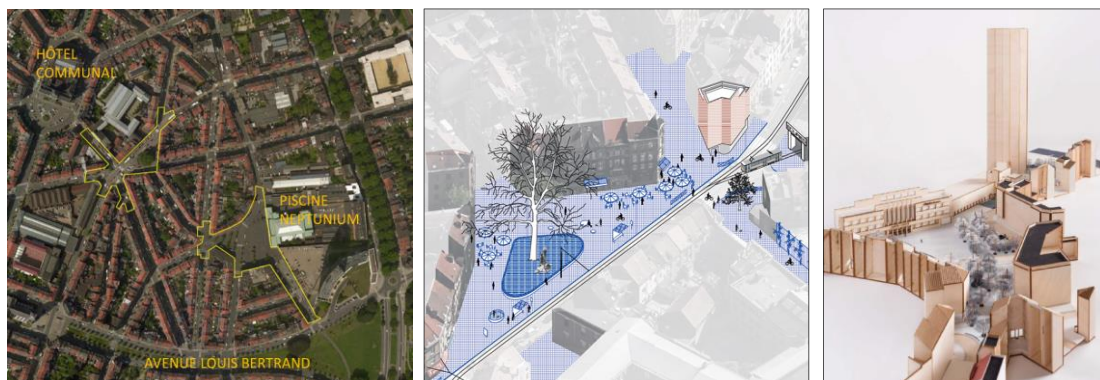 HÔTEL
COMMUNAL
PISCINE
NEPTUNIUM
AVENUE LOUIS BERTRAND